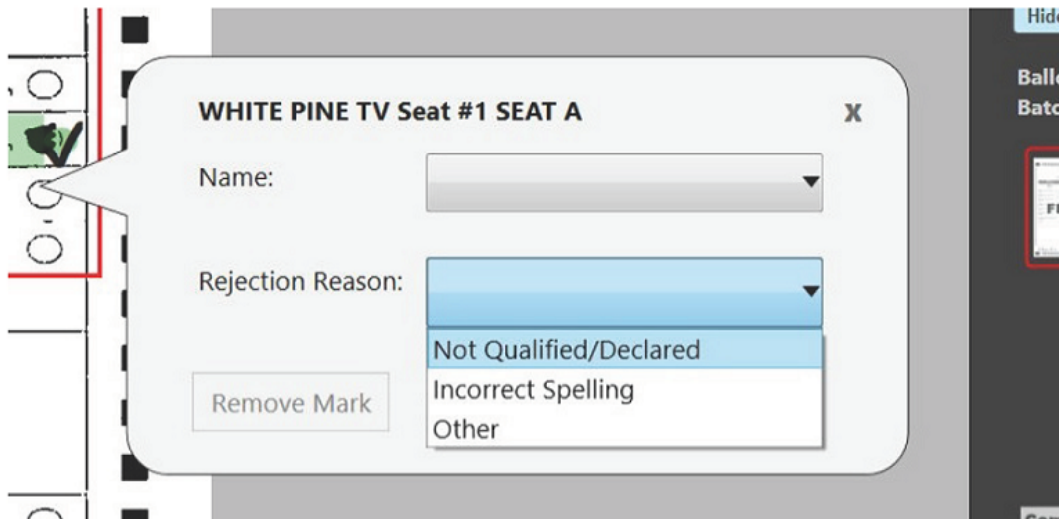 WHITE PINE TV Seat #1 SEAT A
X
Name:
Rejection Reason:
Not Qualified/Declared
Incorrect Spelling
Other
Remove Mark